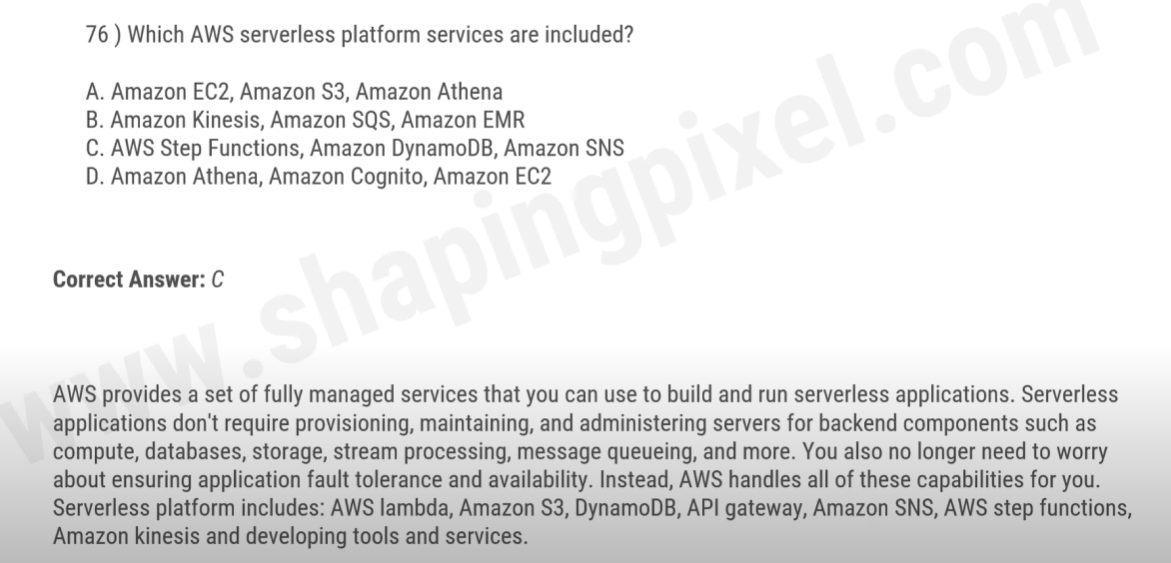 76 ) Which AWS serverless platform services are included?
A. Amazon EC2, Amazon S3, Amazon Athena
B. Amazon Kinesis, Amazon SQS, Amazon EMR
C. AWS Step Functions, Amazon DynamoDB, Amazon SNS
D. Amazon Athena, Amazon Cognito, Amazon EC2
www.shapingpixel.com
Correct Answer: C
AWS provides a set of fully managed services that you can use to build and run serverless applications. Serverless
applications don't require provisioning, maintaining, and administering servers for backend components such as
compute, databases, storage, stream processing, message queueing, and more. You also no longer need to worry
about ensuring application fault tolerance and availability. Instead, AWS handles all of these capabilities for you.
Serverless platform includes: AWS lambda, Amazon S3, DynamoDB, API gateway, Amazon SNS, AWS step functions,
Amazon kinesis and developing tools and services.